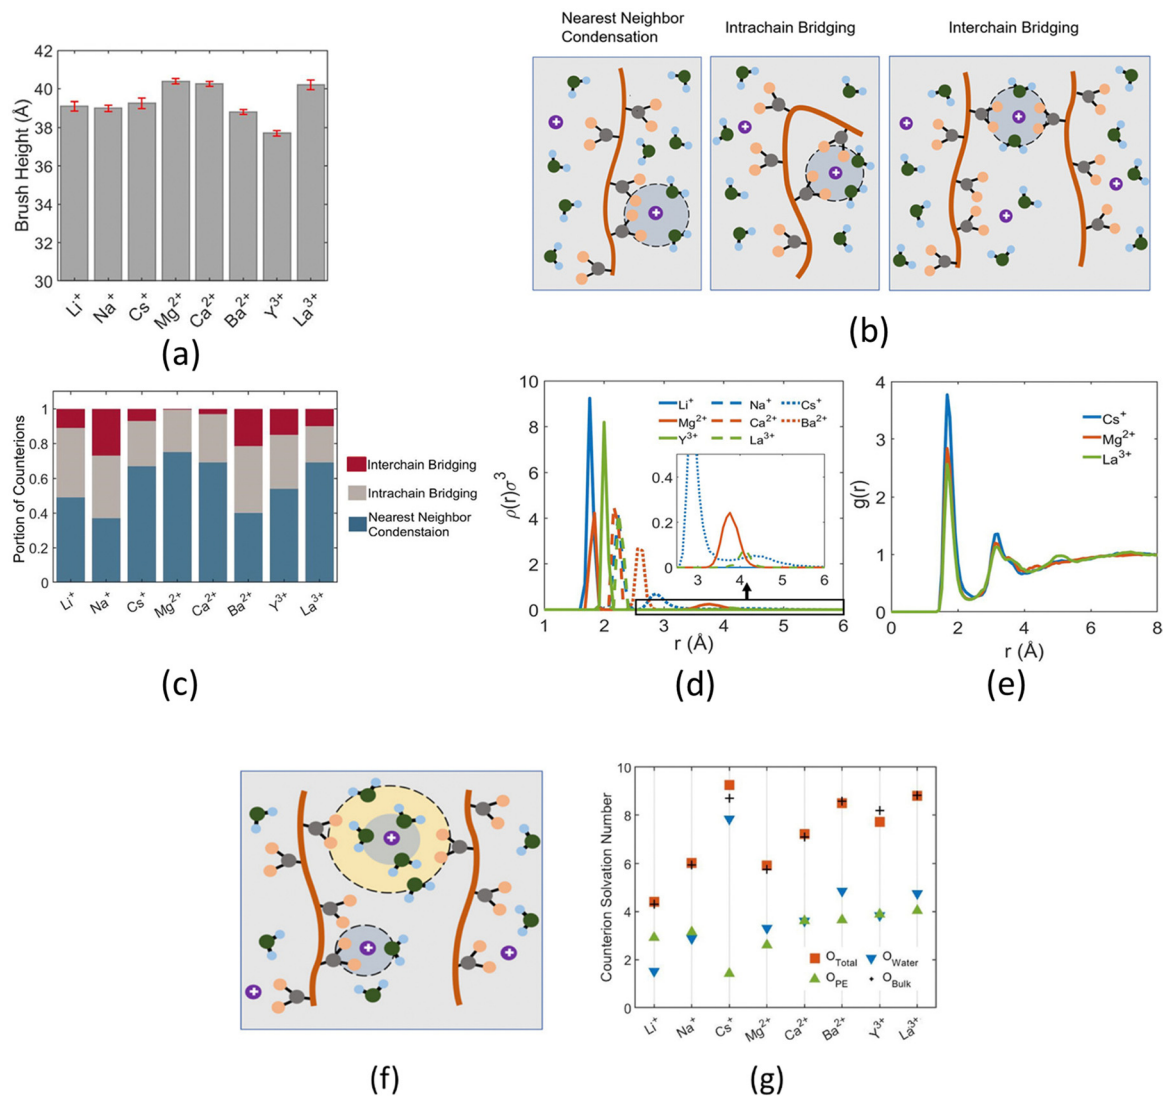 Nearest Neighbor
Condensation
Intrachain Bridging
Interchain Bridging
Brush Height (Å)
42
40
38
36
34
32
30
Li⁺
Na⁺
Cs⁺
Mg²⁺
Ca²⁺
Ba²⁺
Y³⁺
La³⁺
(a)
(b)
Portion of Counterions
1
0.8
0.6
0.4
0.2
0
Li⁺
Na⁺
Cs⁺
Mg²⁺
Ca²⁺
Ba²⁺
Y³⁺
La³⁺
Interchain Bridging
Intrachain Bridging
Nearest Neighbor
Condenstaion
(c)
ρ(r)σ³
10
8
6
4
2
0
1
2
3
4
5
6
r (Å)
Li⁺
Na⁺
Cs⁺
Mg²⁺
Ca²⁺
Ba²⁺
Y³⁺
La³⁺
0.4
0.2
0
3
4
5
6
(d)
g(r)
4
3
2
1
0
0
2
4
6
8
r (Å)
Cs⁺
Mg²⁺
La³⁺
(e)
(f)
Counterion Solvation Number
10
8
6
4
2
0
Li⁺
Na⁺
Cs⁺
Mg²⁺
Ca²⁺
Ba²⁺
Y³⁺
La³⁺
O Total
O Water
O PE
O Bulk
(g)